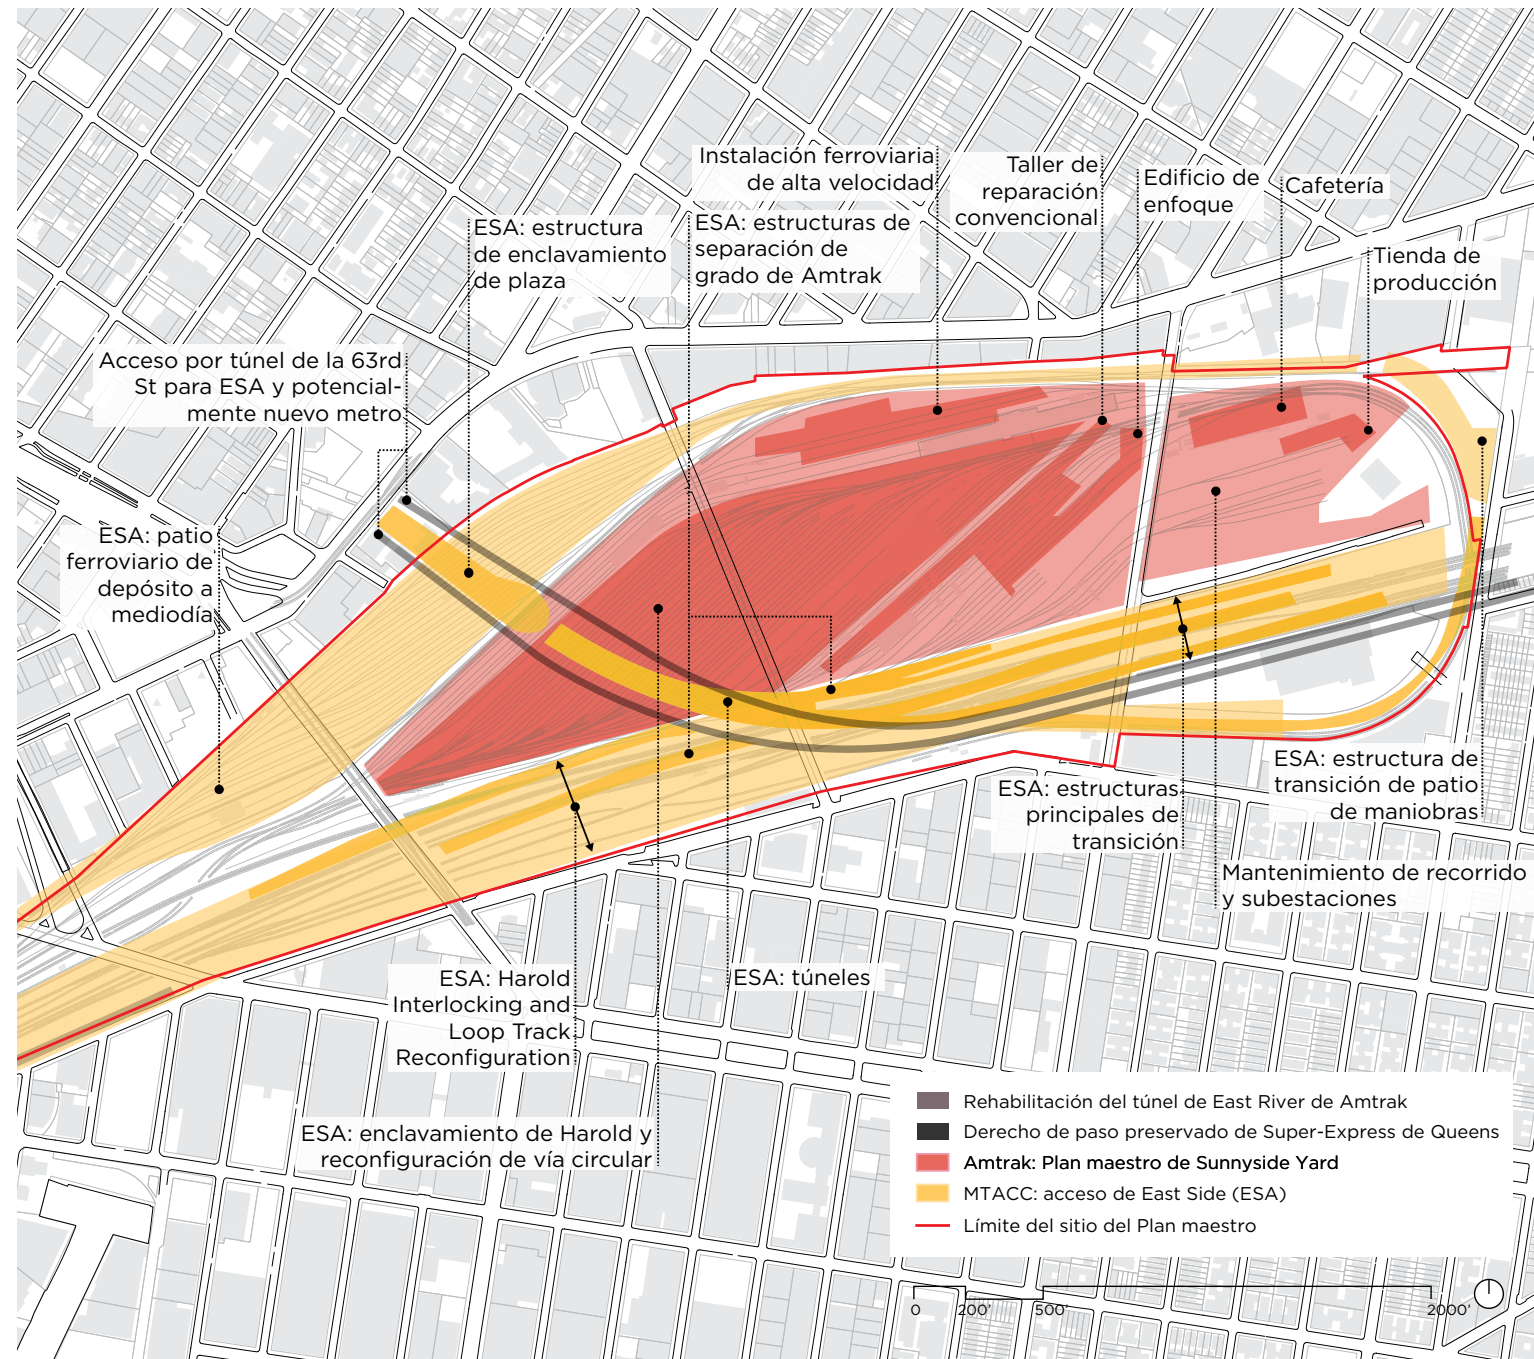 Instalación ferroviaria
de alta velocidad
Taller de
reparación
convencional
Edificio de
enfoque
Cafetería
ESA: estructura
de enclavamiento
de plaza
ESA: estructuras de
separación de
grado de Amtrak
Tienda de
producción
Acceso por túnel de la 63rd
St para ESA y potencial-
mente nuevo metro
ESA: patio
ferroviario de
depósito a
mediodía
ESA: estructura de
transición de patio
de maniobras
ESA: estructuras
principales de
transición
Mantenimiento de recorrido
y subestaciones
ESA: Harold
Interlocking and
Loop Track
Reconfiguration
ESA: túneles
ESA: enclavamiento de Harold y
reconfiguración de vía circular
Rehabilitación del túnel de East River de Amtrak
Derecho de paso preservado de Super-Express de Queens
Amtrak: Plan maestro de Sunnyside Yard
MTACC: acceso de East Side (ESA)
Límite del sitio del Plan maestro
0 200' 500' 2000'